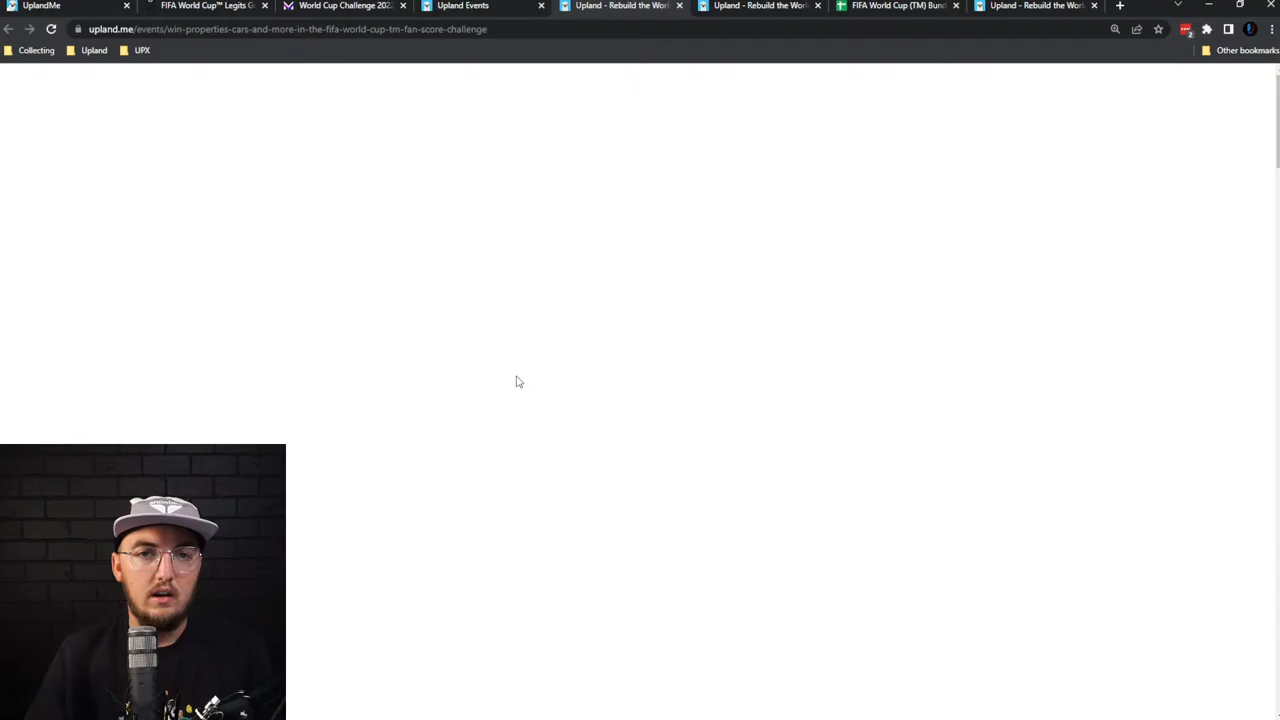 UplandMe
FIFA World Cup™ Legits G
World Cup Challenge 202
Upland Events
Upland - Rebuild the Worl
Upland - Rebuild the Worl
FIFA World Cup (TM) Bund
Upland - Rebuild the Worl
upland.me/events/win-properties-cars-and-more-in-the-fifa-world-cup-tm-fan-score-challenge
2
Collecting
Upland
UPX
Other bookmarks